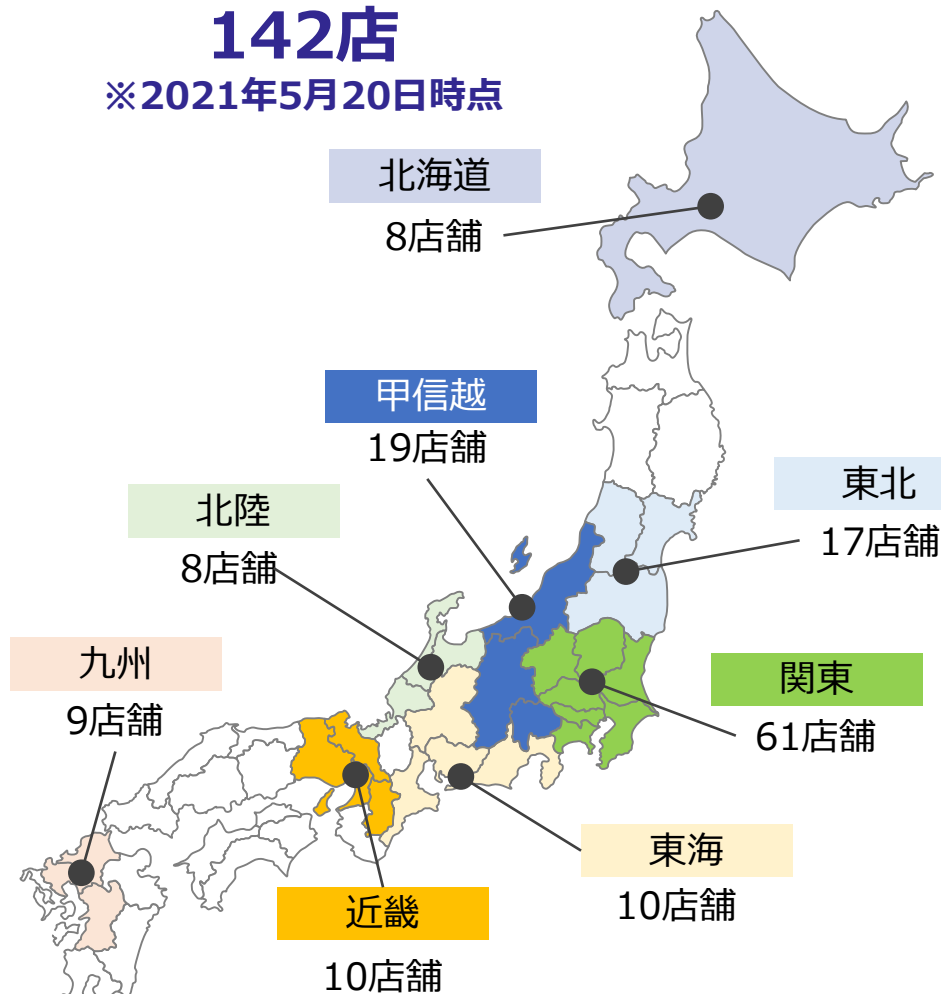 142店
※2021年5月20日時点
北海道
8店舗
甲信越
19店舗
東北
17店舗
北陸
8店舗
九州
9店舗
関東
61店舗
東海
10店舗
近畿
10店舗